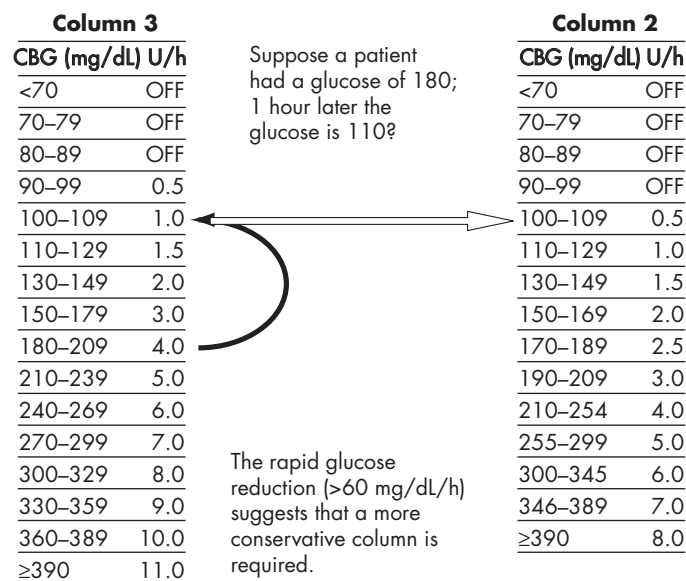 Column 3
CBG (mg/dL) U/h
<70 OFF
70–79 OFF
80–89 OFF
90–99 0.5
100–109 1.0
110–129 1.5
130–149 2.0
150–179 3.0
180–209 4.0
210–239 5.0
240–269 6.0
270–299 7.0
300–329 8.0
330–359 9.0
360–389 10.0
≥390 11.0
Suppose a patient
had a glucose of 180;
1 hour later the
glucose is 110?
The rapid glucose
reduction (>60 mg/dL/h)
suggests that a more
conservative column is
required.
Column 2
CBG (mg/dL) U/h
<70 OFF
70–79 OFF
80–89 OFF
90–99 OFF
100–109 0.5
110–129 1.0
130–149 1.5
150–169 2.0
170–189 2.5
190–209 3.0
210–254 4.0
255–299 5.0
300–345 6.0
346–389 7.0
≥390 8.0